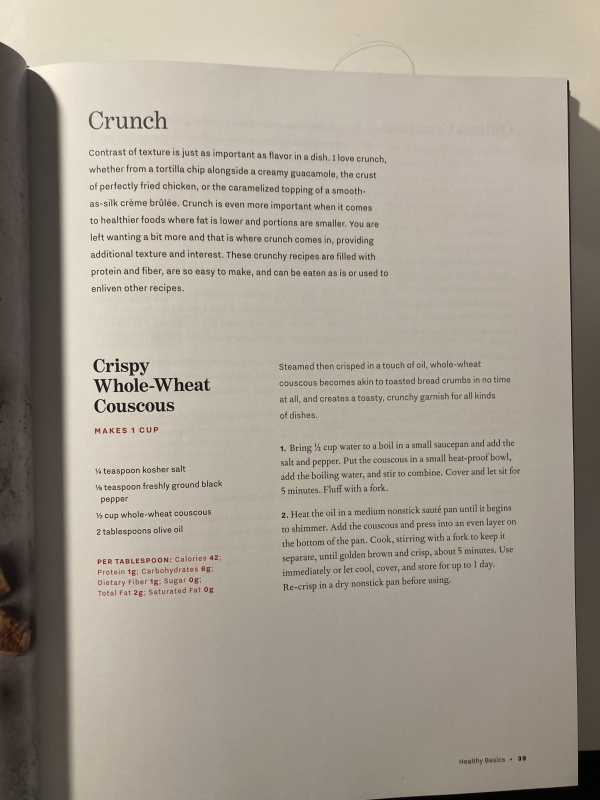 Crunch
Contrast of texture is just as important as flavor in a dish. I love crunch,
whether from a tortilla chip alongside a creamy guacamole, the crust
of perfectly fried chicken, or the caramelized topping of a smooth-
as-silk crème brûlée. Crunch is even more important when it comes
to healthier foods where fat is lower and portions are smaller. You are
left wanting a bit more and that is where crunch comes in, providing
additional texture and interest. These crunchy recipes are filled with
protein and fiber, are so easy to make, and can be eaten as is or used to
enliven other recipes.
Crispy
Whole-Wheat
Couscous
MAKES 1 CUP
¼ teaspoon kosher salt
⅛ teaspoon freshly ground black
pepper
½ cup whole-wheat couscous
2 tablespoons olive oil
PER TABLESPOON: Calories 42;
Protein 1g; Carbohydrates 6g;
Dietary Fiber 1g; Sugar 0g;
Total Fat 2g; Saturated Fat 0g
Steamed then crisped in a touch of oil, whole-wheat
couscous becomes akin to toasted bread crumbs in no time
at all, and creates a toasty, crunchy garnish for all kinds
of dishes.
1. Bring ½ cup water to a boil in a small saucepan and add the
salt and pepper. Put the couscous in a small heat-proof bowl,
add the boiling water, and stir to combine. Cover and let sit for
5 minutes. Fluff with a fork.
2. Heat the oil in a medium nonstick sauté pan until it begins
to shimmer. Add the couscous and press into an even layer on
the bottom of the pan. Cook, stirring with a fork to keep it
separate, until golden brown and crisp, about 5 minutes. Use
immediately or let cool, cover, and store for up to 1 day.
Re-crisp in a dry nonstick pan before using.
Healthy Basics • 39